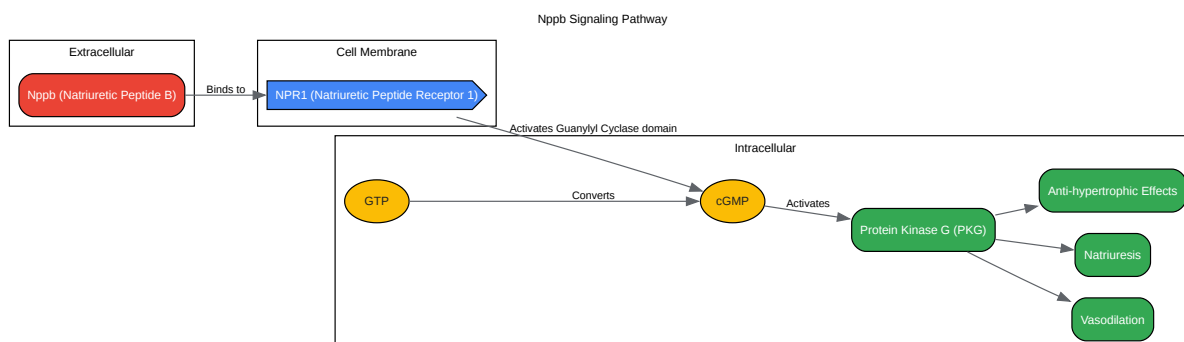 Nppb Signaling Pathway
Extracellular
Cell Membrane
Nppb (Natriuretic Peptide B)
Binds to
NPR1 (Natriuretic Peptide Receptor 1)
Activates Guanylyl Cyclase domain
Intracellular
GTP
Converts
cGMP
Activates
Protein Kinase G (PKG)
Anti-hypertrophic Effects
Natriuresis
Vasodilation